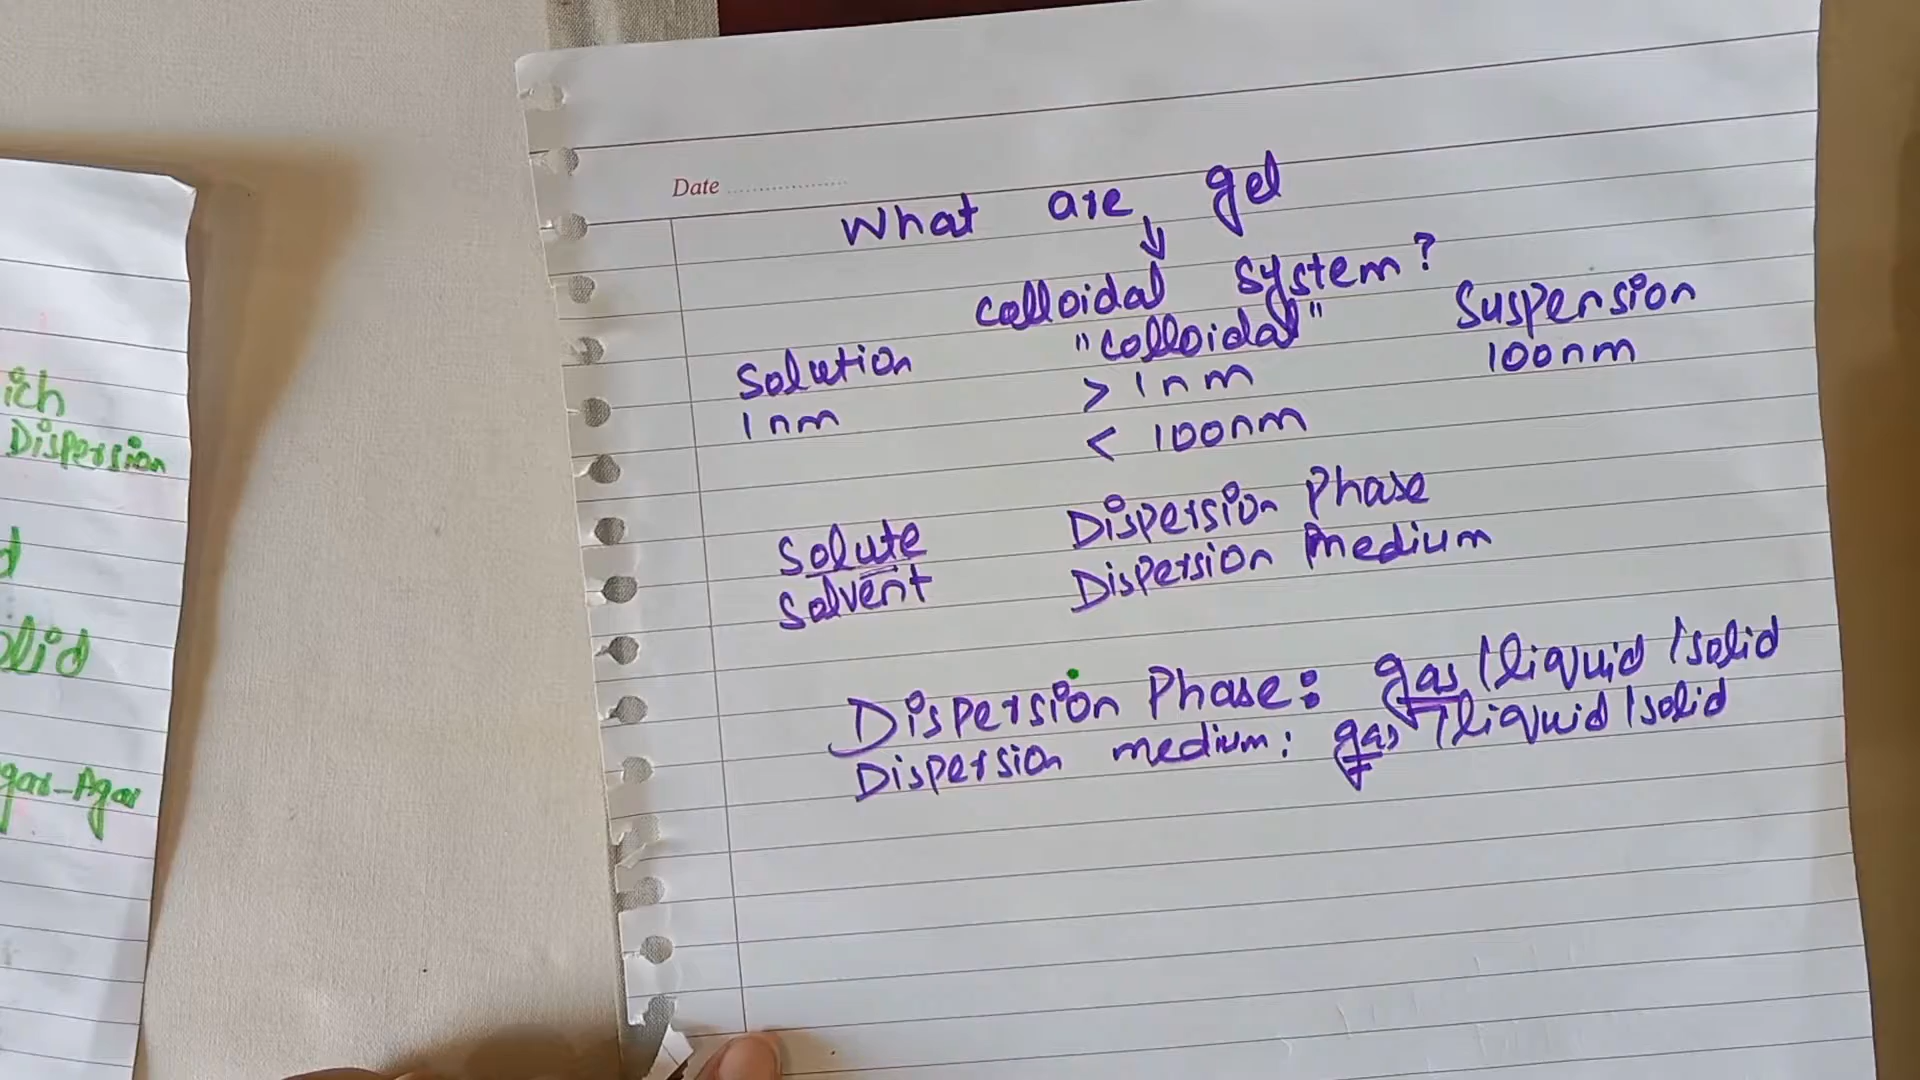 ich
Dispersion
olid
gar-Agar
Date
What are gel
colloidal system?
Solution "colloidal" Suspension
1nm > 1nm 100nm
< 100nm
Solute Dispersion Phase
Solvent Dispersion Medium
Dispersion Phase: gas/liquid/solid
Dispersion medium: gas/liquid/solid